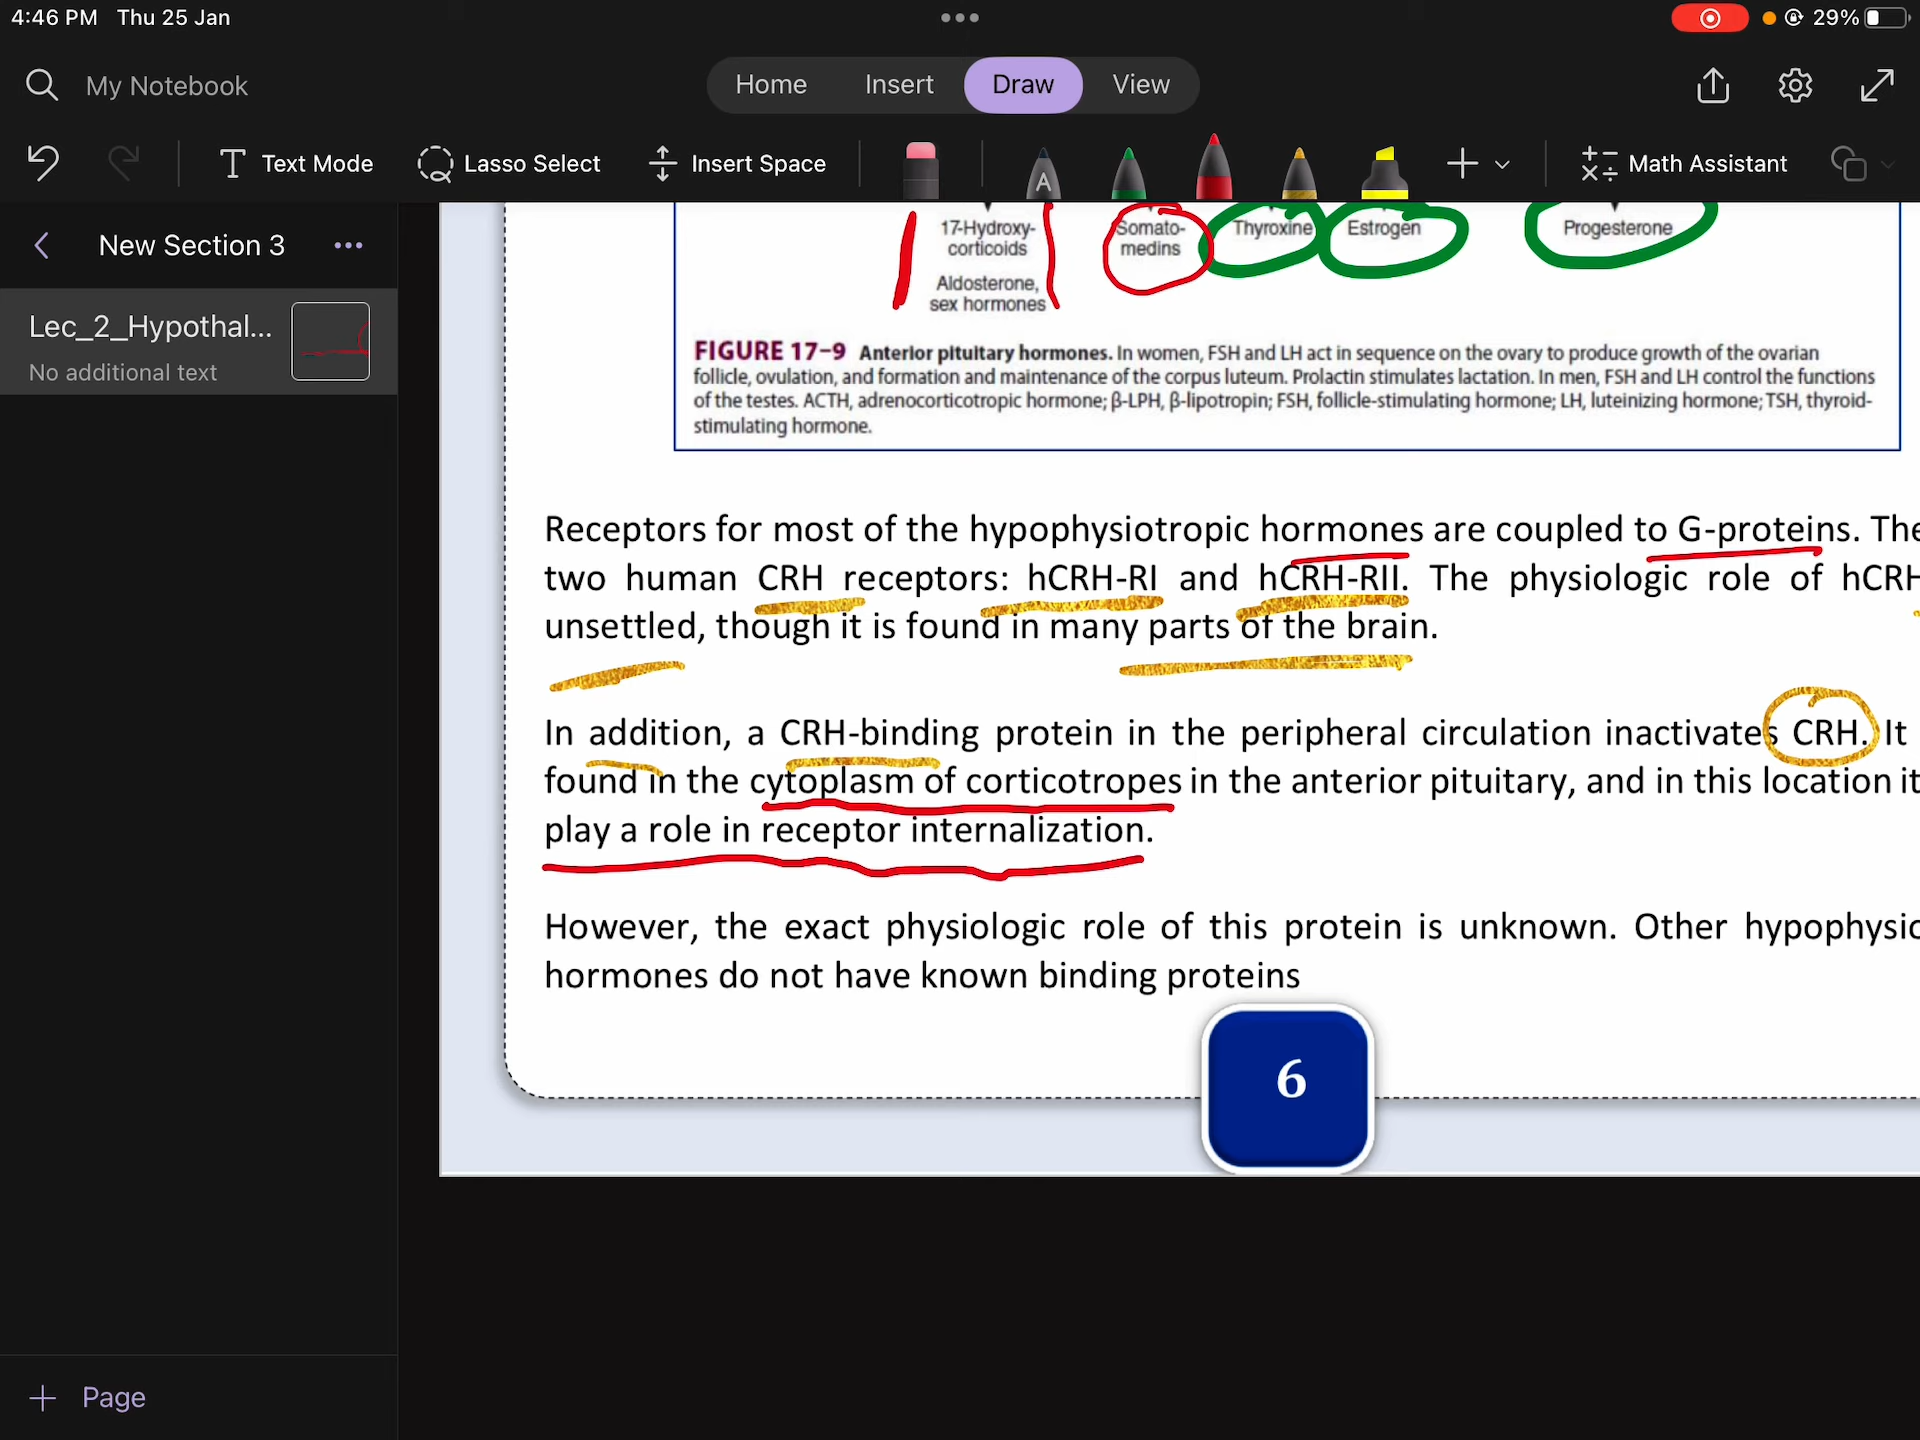 4:46 PM Thu 25 Jan
29%
My Notebook
Home Insert Draw View
Text Mode Lasso Select Insert Space A Math Assistant
New Section 3
Lec_2_Hypothal...
No additional text
17-Hydroxy-
corticoids
Aldosterone,
sex hormones
Somato-
medins
Thyroxine
Estrogen
Progesterone
FIGURE 17–9 Anterior pituitary hormones. In women, FSH and LH act in sequence on the ovary to produce growth of the ovarian
follicle, ovulation, and formation and maintenance of the corpus luteum. Prolactin stimulates lactation. In men, FSH and LH control the functions
of the testes. ACTH, adrenocorticotropic hormone; β-LPH, β-lipotropin; FSH, follicle-stimulating hormone; LH, luteinizing hormone; TSH, thyroid-
stimulating hormone.
Receptors for most of the hypophysiotropic hormones are coupled to G-proteins. The
two human CRH receptors: hCRH-RI and hCRH-RII. The physiologic role of hCRH
unsettled, though it is found in many parts of the brain.
In addition, a CRH-binding protein in the peripheral circulation inactivates CRH. It
found in the cytoplasm of corticotropes in the anterior pituitary, and in this location it
play a role in receptor internalization.
However, the exact physiologic role of this protein is unknown. Other hypophysio
hormones do not have known binding proteins
6
Page